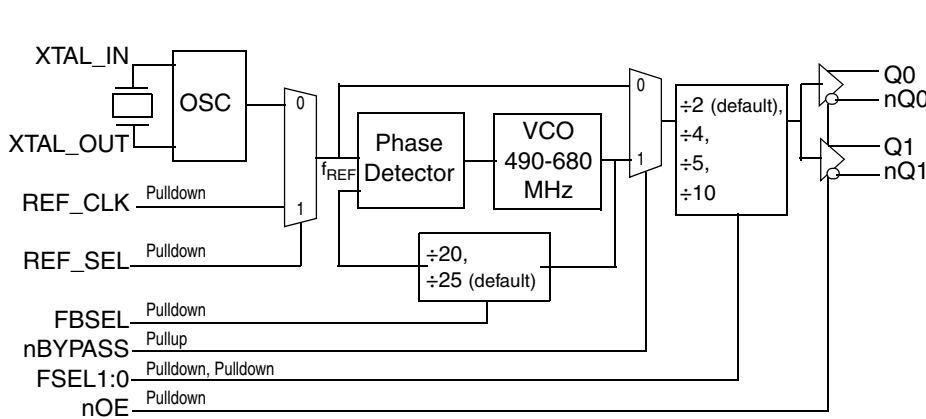 XTAL_IN
OSC
XTAL_OUT
REF_CLK
Pulldown
REF_SEL
Pulldown
FBSEL
Pulldown
nBYPASS
Pullup
FSEL1:0
Pulldown, Pulldown
nOE
Pulldown
0
1
fREF
Phase
Detector
VCO
490-680
MHz
÷20,
÷25 (default)
0
1
÷2 (default),
÷4,
÷5,
÷10
Q0
nQ0
Q1
nQ1